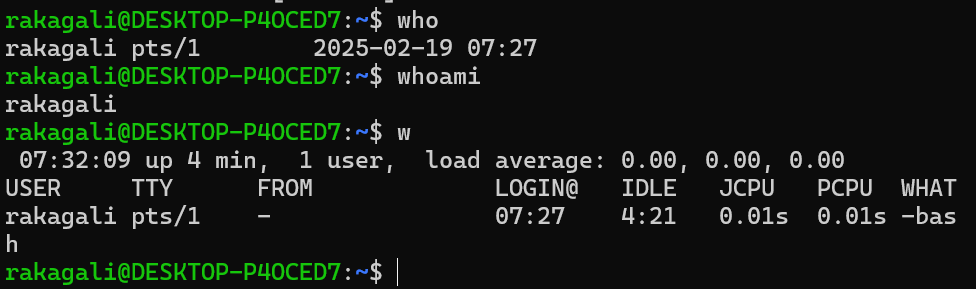 rakagali@DESKTOP-P4OCED7:~$ who
rakagali pts/1        2025-02-19 07:27
rakagali@DESKTOP-P4OCED7:~$ whoami
rakagali
rakagali@DESKTOP-P4OCED7:~$ w
 07:32:09 up 4 min,  1 user,  load average: 0.00, 0.00, 0.00
USER     TTY      FROM             LOGIN@   IDLE   JCPU   PCPU  WHAT
rakagali pts/1    -                07:27    4:21   0.01s  0.01s -bas
h
rakagali@DESKTOP-P4OCED7:~$